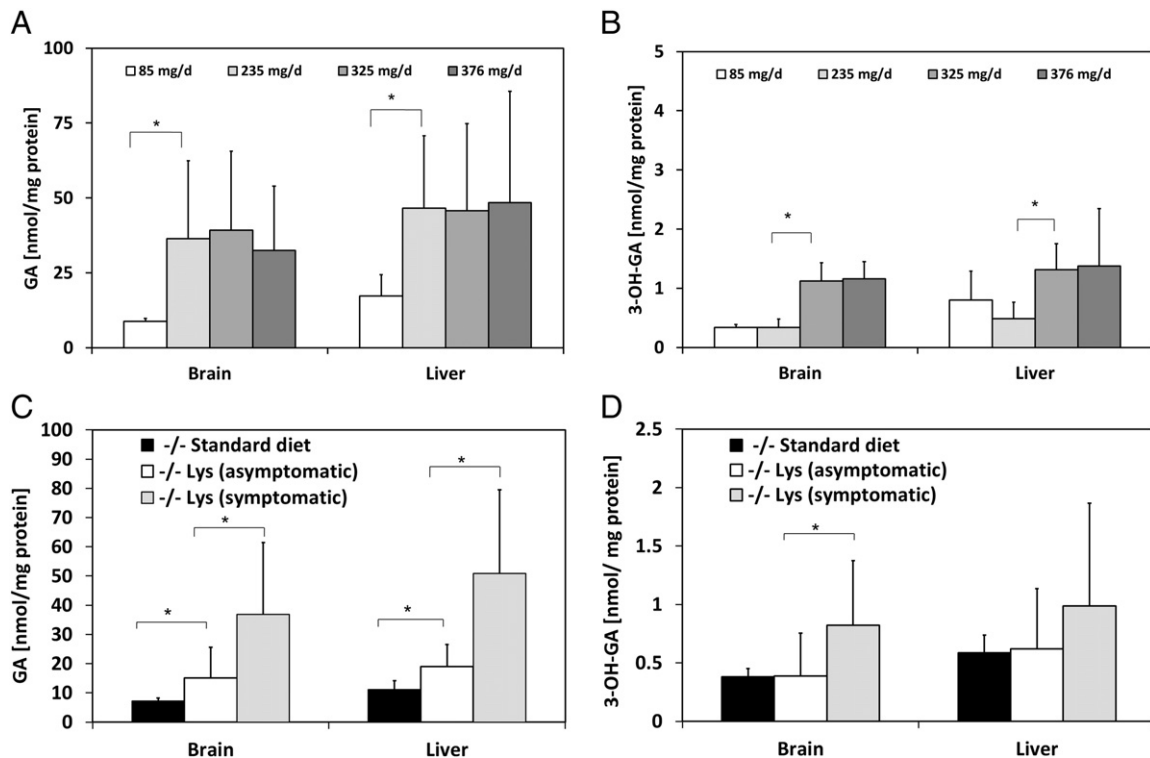 A
GA [nmol/mg protein]
100
75
50
25
0
85 mg/d 235 mg/d 325 mg/d 376 mg/d
*
*
Brain Liver
B
3-OH-GA [nmol/mg protein]
5
4
3
2
1
0
85 mg/d 235 mg/d 325 mg/d 376 mg/d
*
*
Brain Liver
C
GA [nmol/mg protein]
100
90
80
70
60
50
40
30
20
10
0
-/- Standard diet
-/- Lys (asymptomatic)
-/- Lys (symptomatic)
*
*
*
*
Brain Liver
D
3-OH-GA [nmol/ mg protein]
2.5
2
1.5
1
0.5
0
-/- Standard diet
-/- Lys (asymptomatic)
-/- Lys (symptomatic)
*
Brain Liver